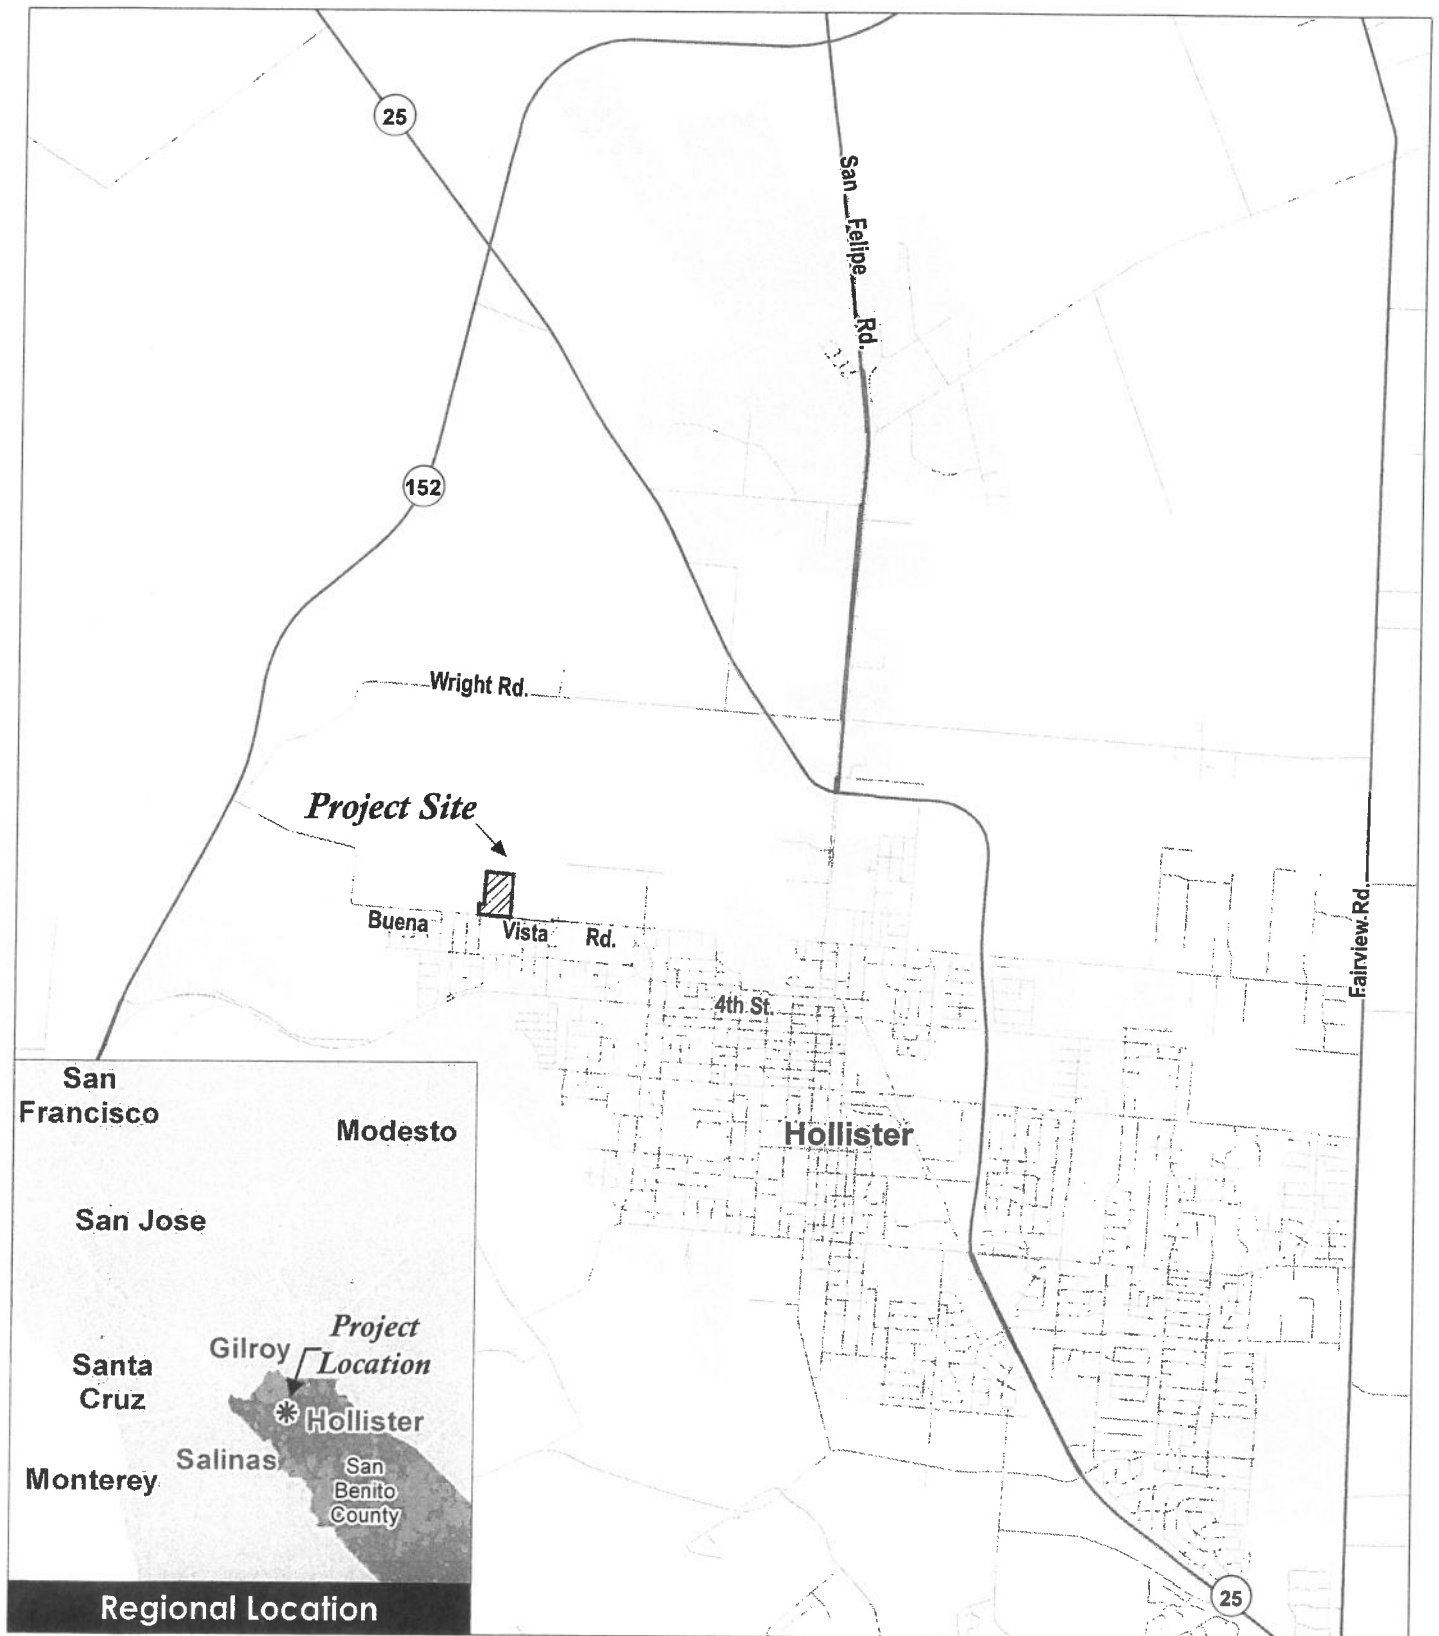 25
San Felipe Rd.
152
Wright Rd.
Project Site
Buena Vista Rd.
Fairview Rd.
4th St.
Hollister
25
San
Francisco
Modesto
San Jose
Project
Location
Gilroy
Santa
Cruz
Hollister
Salinas
San
Benito
County
Monterey
Regional Location